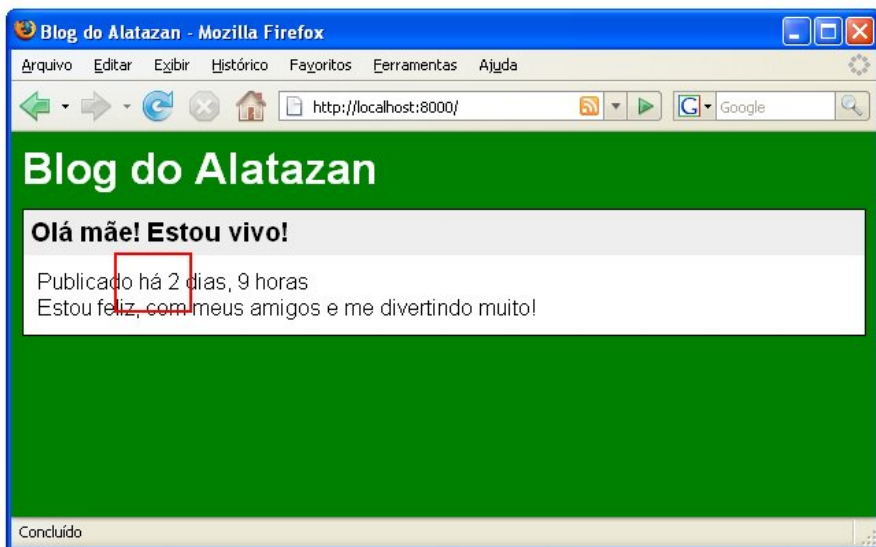 Blog do Alatazan - Mozilla Firefox
Arquivo Editar Exibir Histórico Favoritos Ferramentas Ajuda
http://localhost:8000/ G Google
Blog do Alatazan
Olá mãe! Estou vivo!
Publicado há 2 dias, 9 horas
Estou feliz, com meus amigos e me divertindo muito!
Concluído